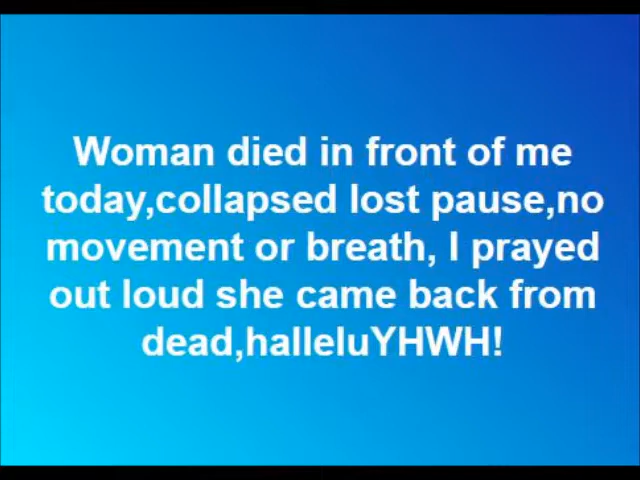 Woman died in front of me
today,collapsed lost pause,no
movement or breath, I prayed
out loud she came back from
dead,halleluYHWH!